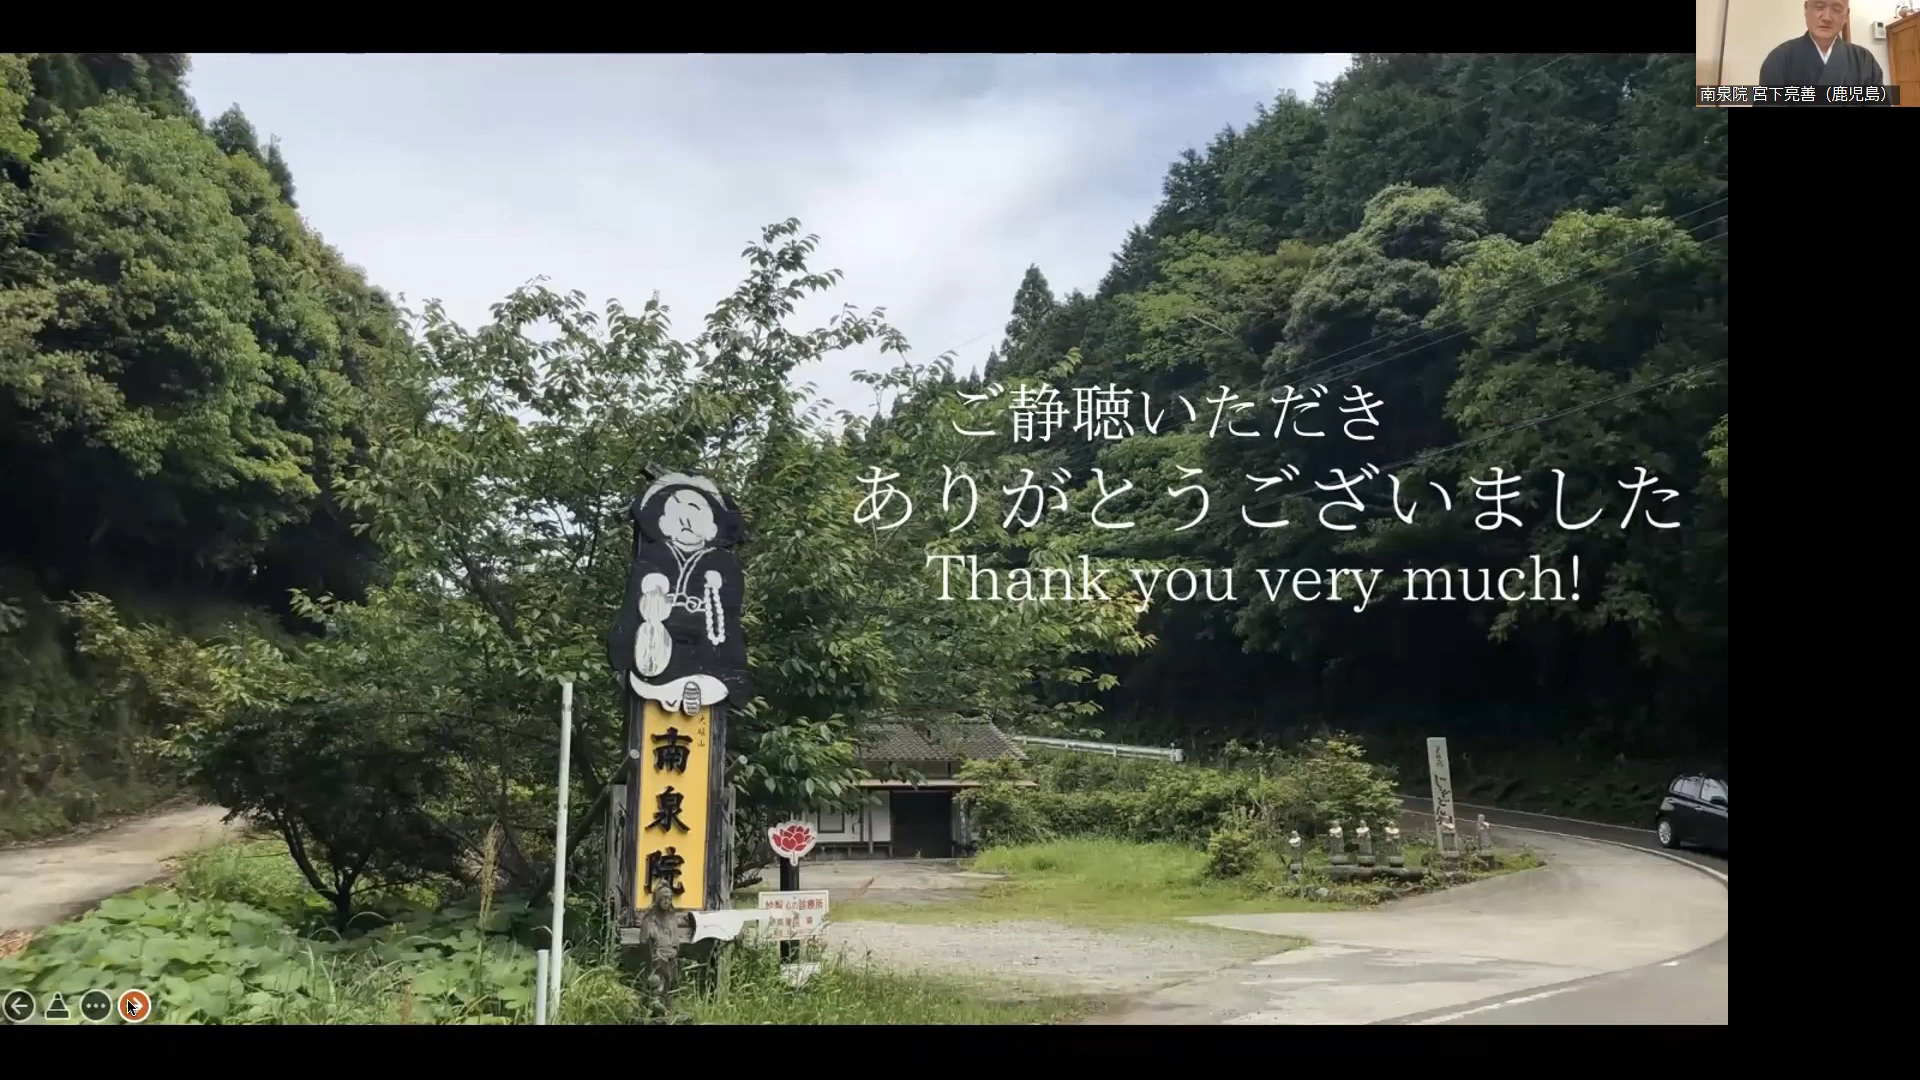 南泉院 宮下亮善（鹿児島）
ご静聴いただき
ありがとうございました
Thank you very much!
南泉院